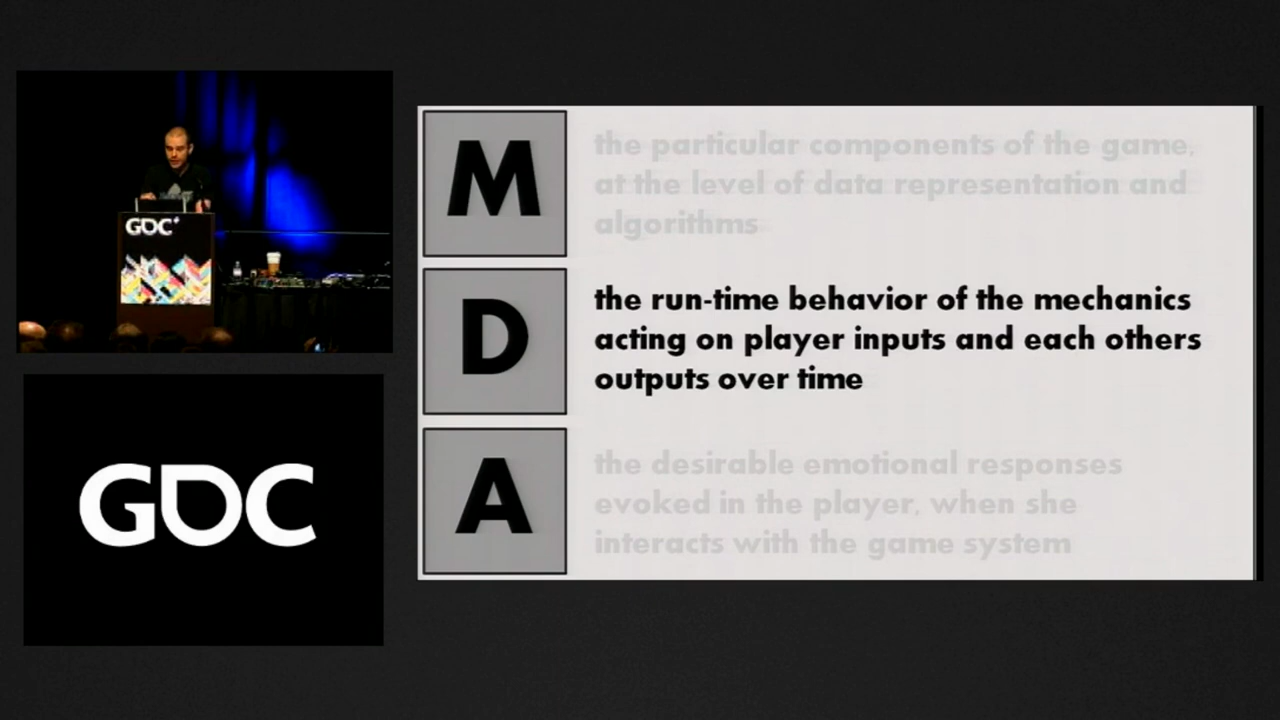 GDC
GDC
M
the particular components of the game,
at the level of data representation and
algorithms
D
the run-time behavior of the mechanics
acting on player inputs and each others
outputs over time
A
the desirable emotional responses
evoked in the player, when she
interacts with the game system